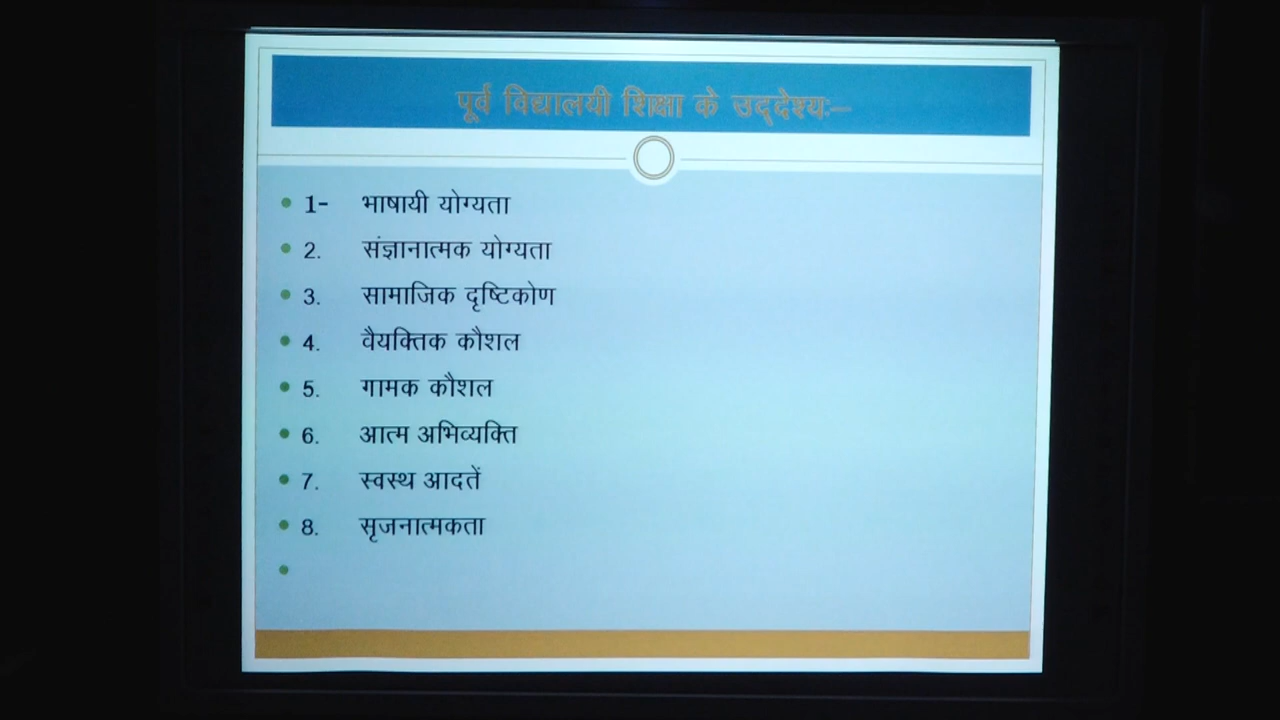 पूर्व विद्यालयी शिक्षा के उद्‌देश्यः–
1- भाषायी योग्यता
2. संज्ञानात्मक योग्यता
3. सामाजिक दृष्टिकोण
4. वैयक्तिक कौशल
5. गामक कौशल
6. आत्म अभिव्यक्ति
7. स्वस्थ आदतें
8. सृजनात्मकता